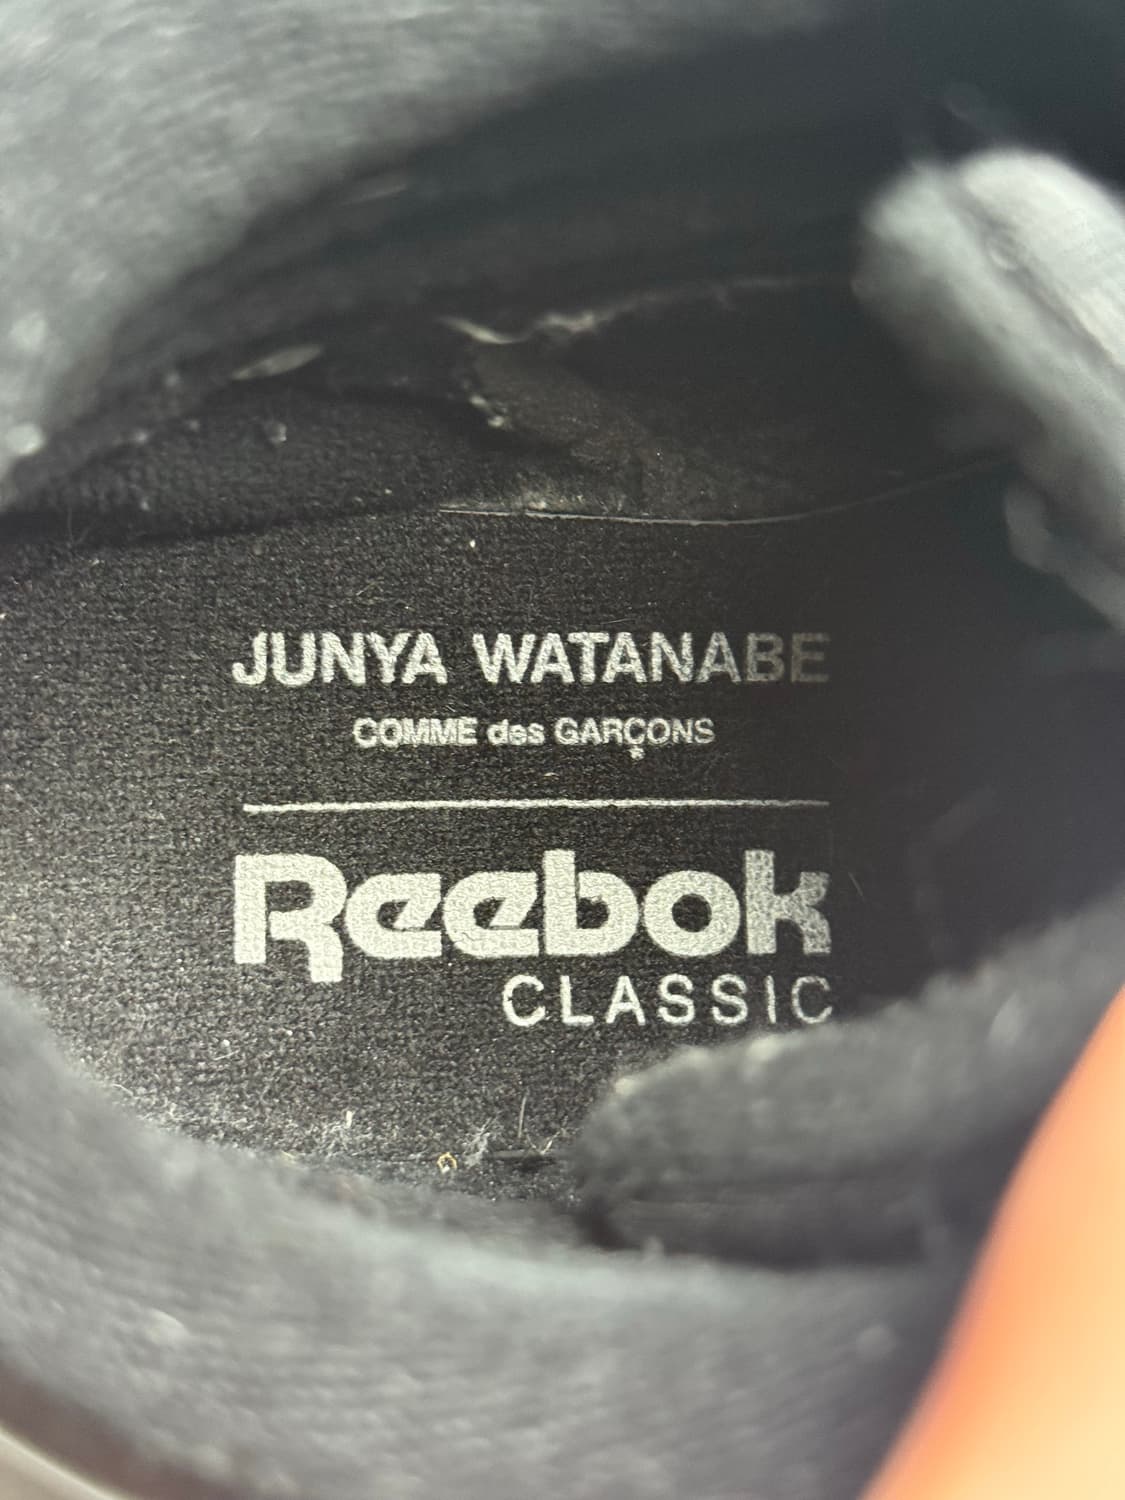 JUNYA WATANABE
COMME des GARÇONS
Reebok
CLASSIC